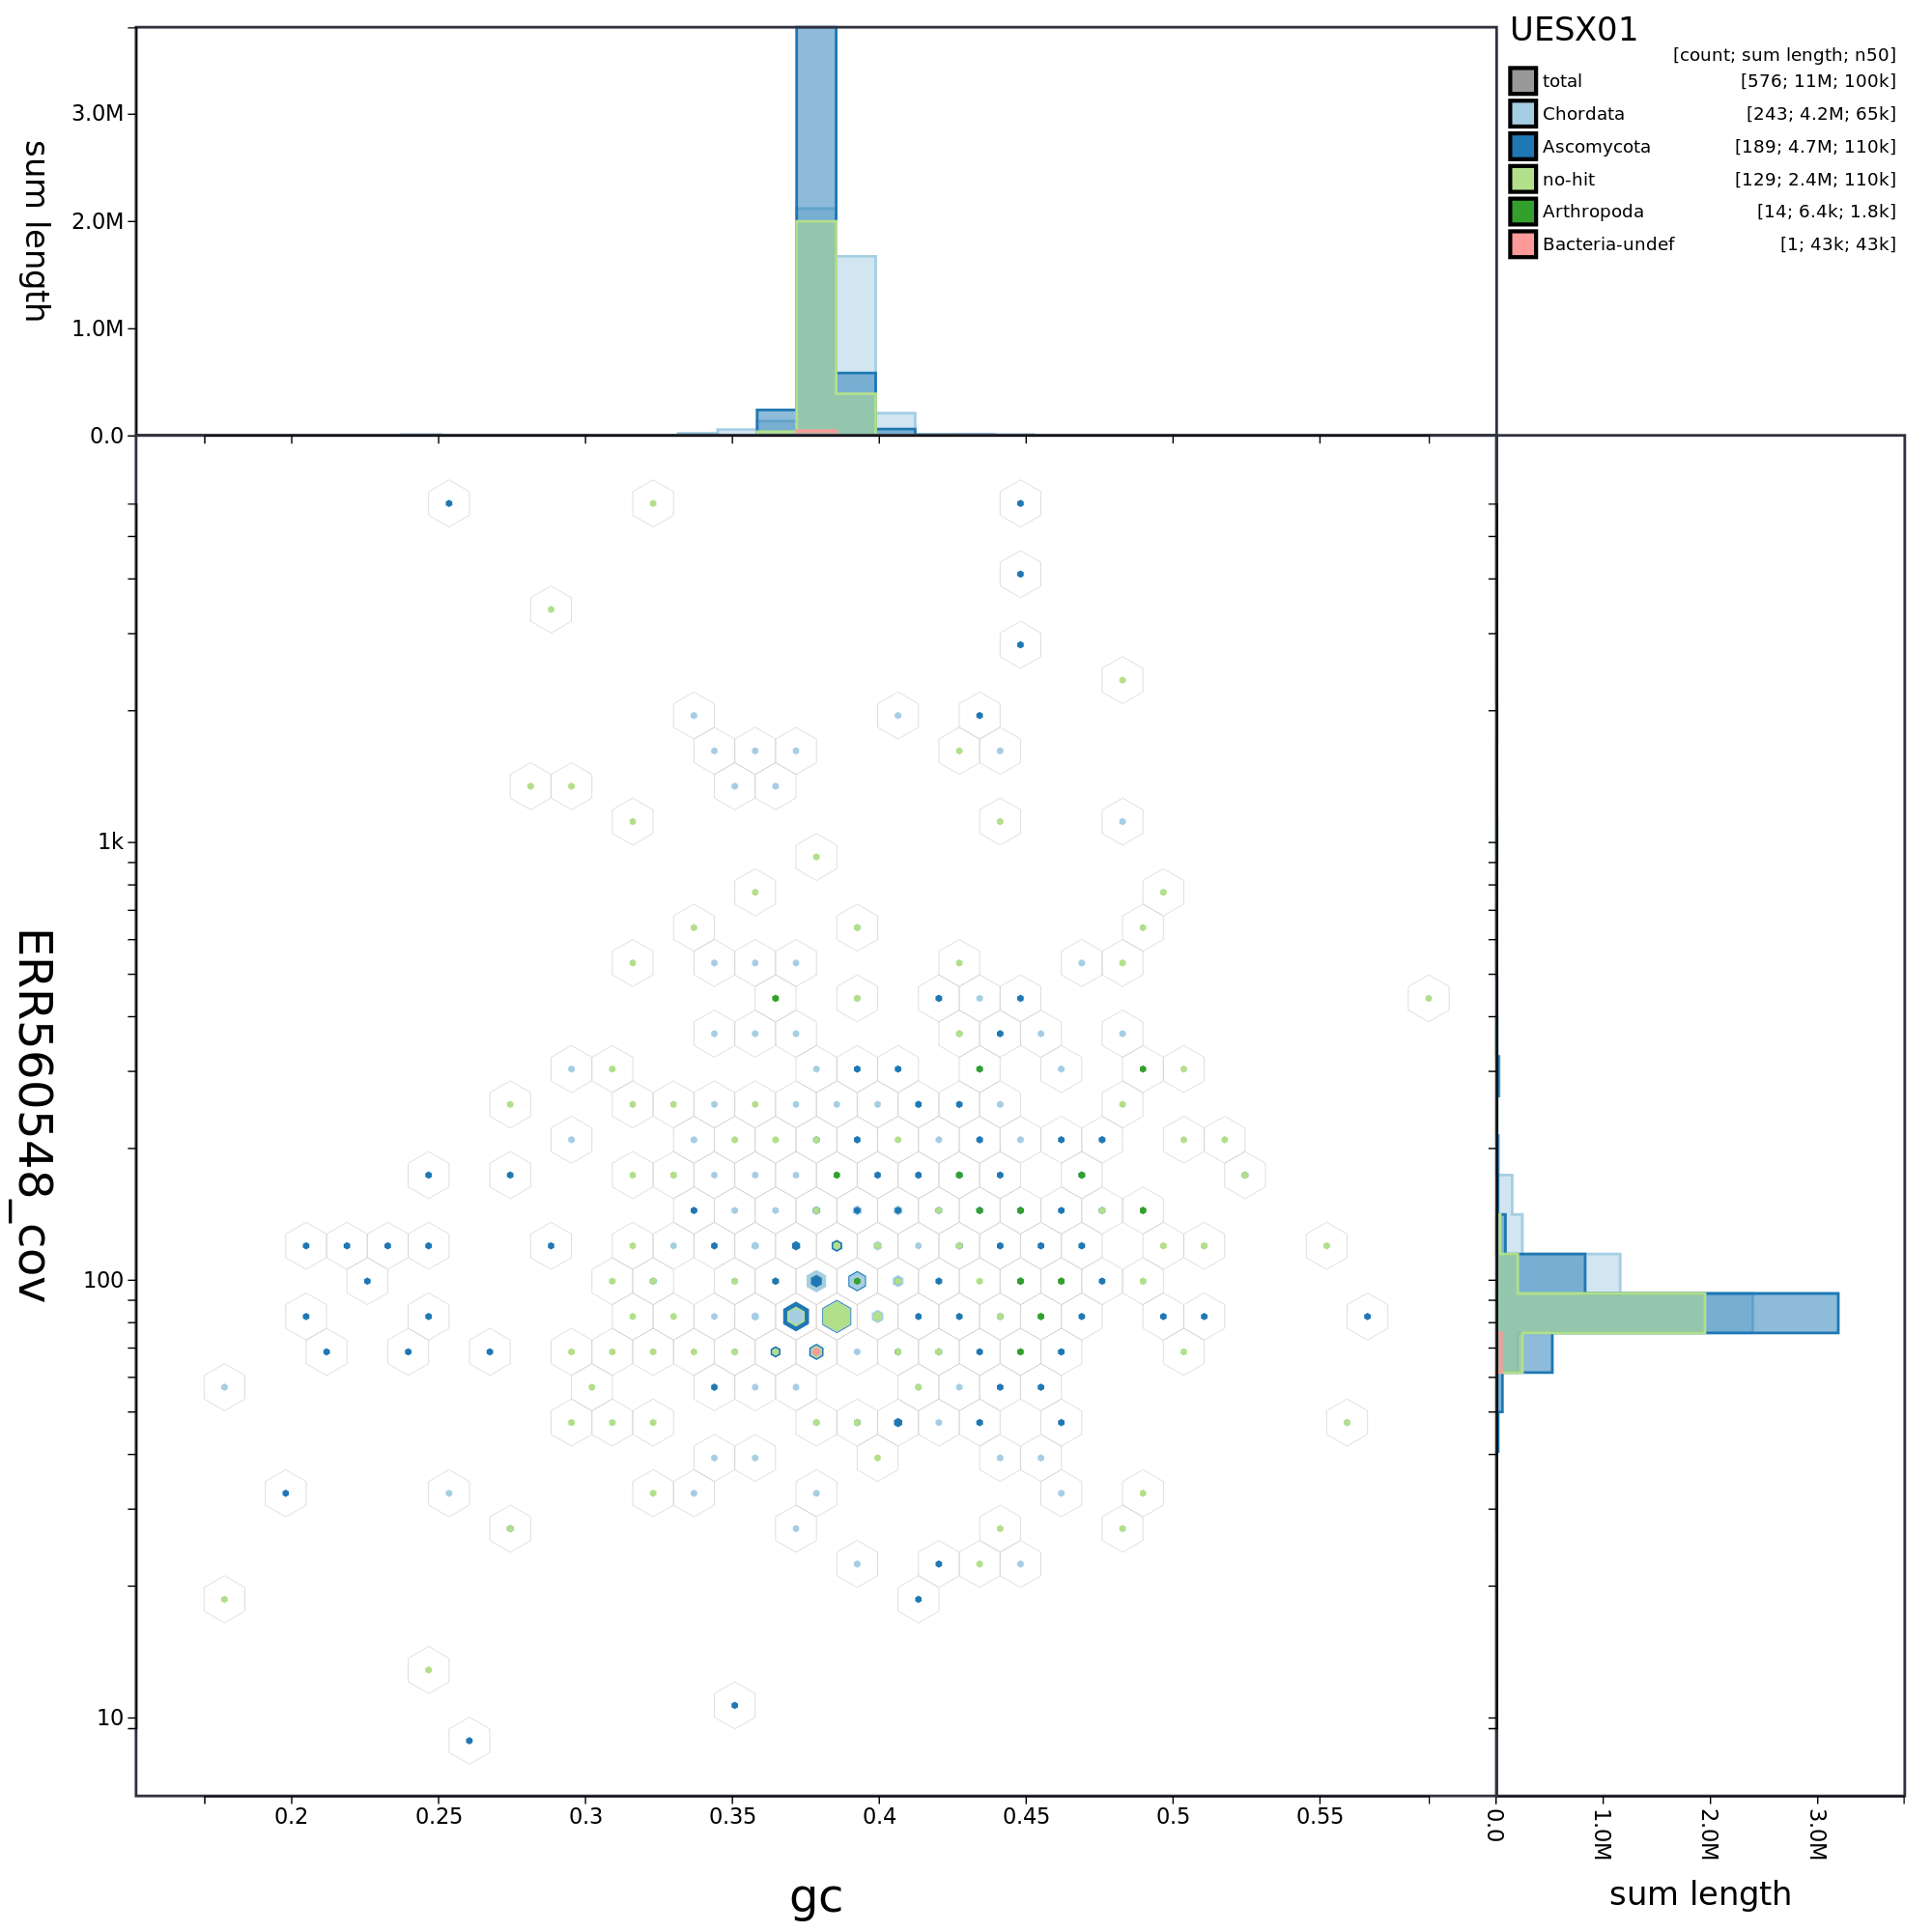 UESX01
[count; sum length; n50]
total [576; 11M; 100k]
Chordata [243; 4.2M; 65k]
Ascomycota [189; 4.7M; 110k]
no-hit [129; 2.4M; 110k]
Arthropoda [14; 6.4k; 1.8k]
Bacteria-undef [1; 43k; 43k]
sum length
3.0M
2.0M
1.0M
0.0
ERR560548_cov
1k
100
10
0.2 0.25 0.3 0.35 0.4 0.45 0.5 0.55
gc
0.0 1.0M 2.0M 3.0M
sum length